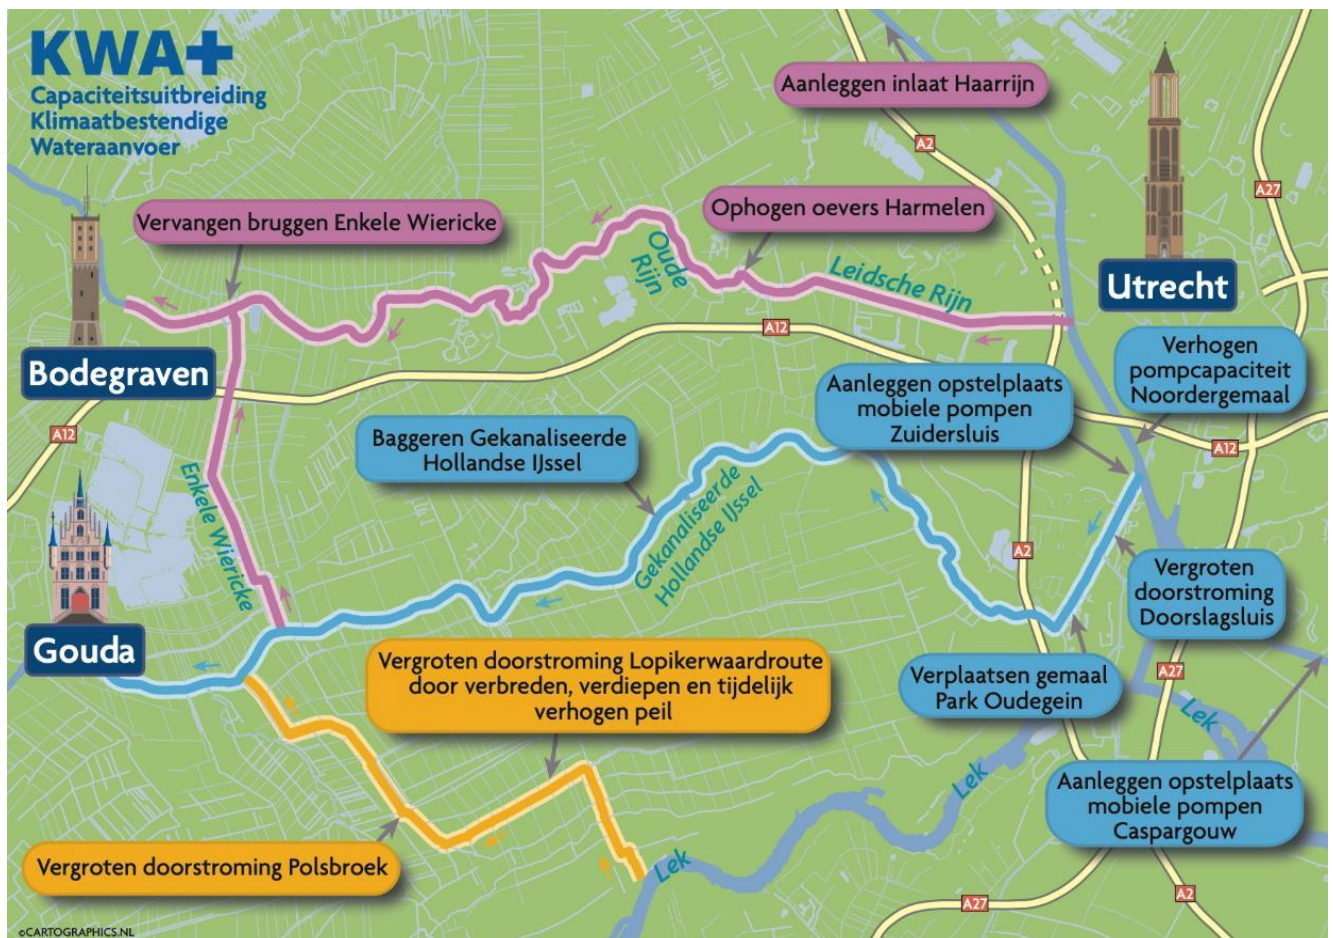 KWA+
Capaciteitsuitbreiding
Klimaatbestendige
Wateraanvoer
Aanleggen inlaat Haarrijn
A2
A27
Vervangen bruggen Enkele Wiericke
Ophogen oevers Harmelen
Oude
Rijn
Leidsche Rijn
Utrecht
A12
Bodegraven
Verhogen
pompcapaciteit
Noordergemaal
Aanleggen opstelplaats
mobiele pompen
Zuidersluis
A12
Baggeren Gekanaliseerde
Hollandse IJssel
A12
Enkele Wiericke
Gekanaliseerde
Hollandse IJssel
A2
Vergroten
doorstroming
Doorslagsluis
Gouda
Vergroten doorstroming Lopikerwaardroute
door verbreden, verdiepen en tijdelijk
verhogen peil
Verplaatsen gemaal
Park Oudegein
A27
Lek
Lek
Aanleggen opstelplaats
mobiele pompen
Caspargouw
Vergroten doorstroming Polsbroek
Lek
A27
A2
©CARTOGRAPHICS.NL